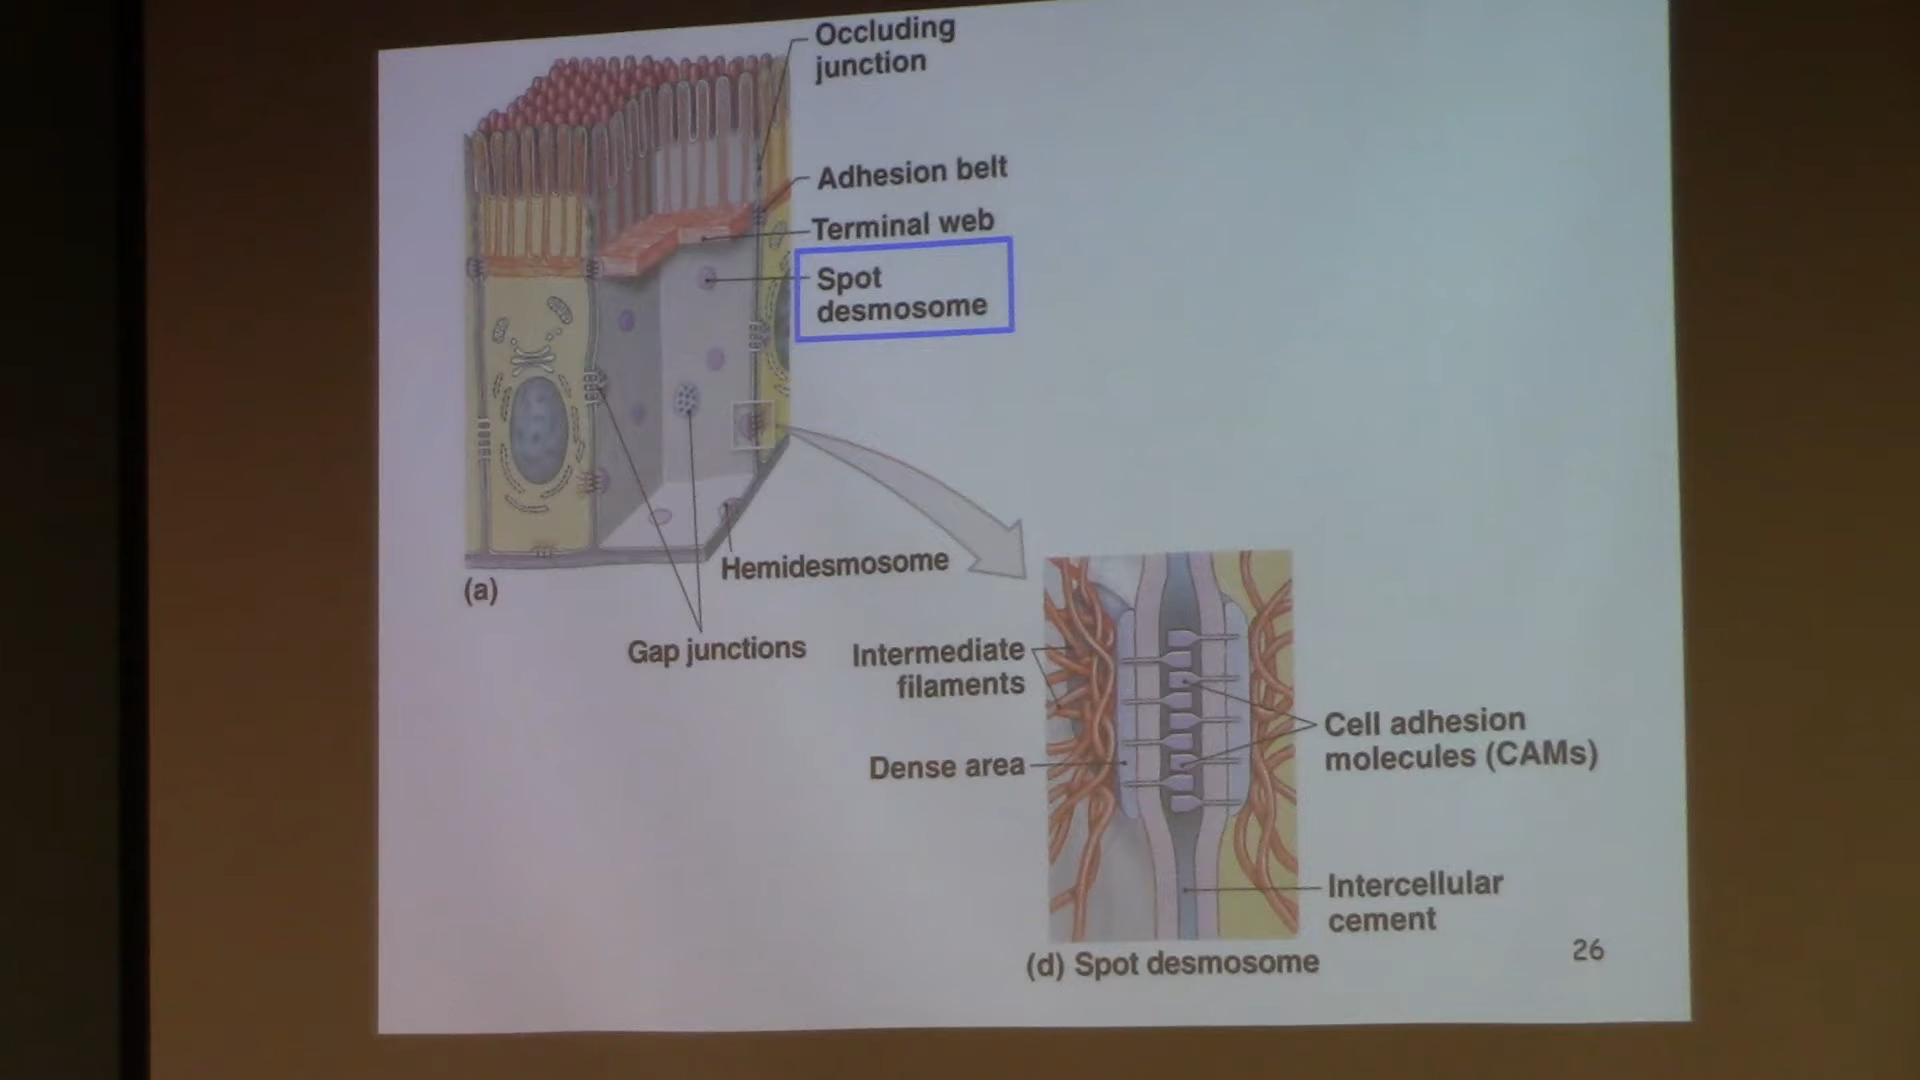 Occluding
junction
Adhesion belt
Terminal web
Spot
desmosome
Hemidesmosome
(a)
Gap junctions
Intermediate
filaments
Dense area
Cell adhesion
molecules (CAMs)
Intercellular
cement
(d) Spot desmosome
26